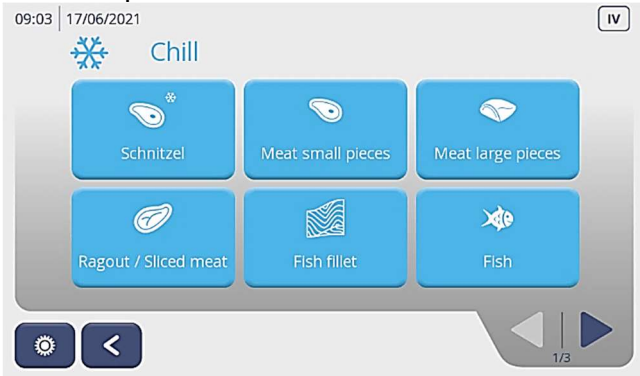 09:03 17/06/2021
IV
Chill
Schnitzel
Meat small pieces
Meat large pieces
Ragout / Sliced meat
Fish fillet
Fish
1/3